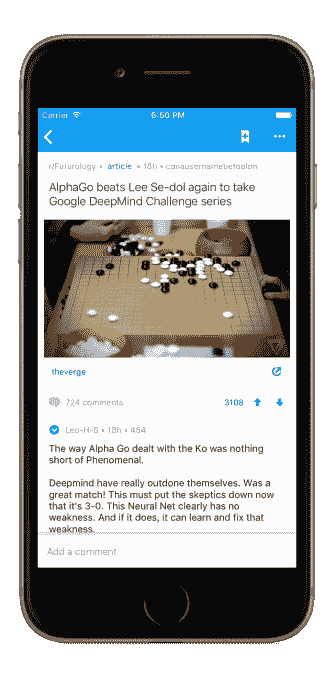 Carrier 6:50 PM
r/Futurology • article • 18h •
AlphaGo beats Lee Se-dol again to take
Google DeepMind Challenge series
theverge
724 comments 3108
Leo-H-S • 18h • 454
The way Alpha Go dealt with the Ko was nothing
short of Phenomenal.
Deepmind have really outdone themselves. Was a
great match! This must put the skeptics down now
that it's 3-0. This Neural Net clearly has no
weakness. And if it does, it can learn and fix that
weakness.
Add a comment